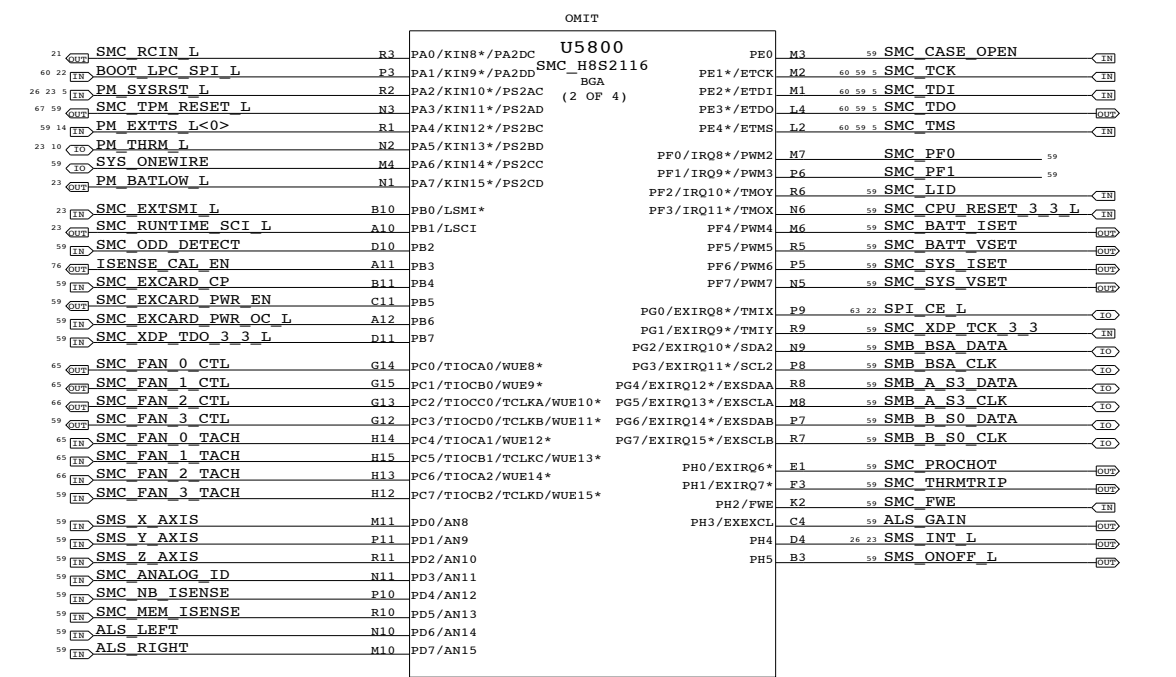 OMIT
U5800
SMC_H8S2116
BGA
(2 OF 4)
21 OUT SMC_RCIN_L R3 PA0/KIN8*/PA2DC
60 22 IN BOOT_LPC_SPI_L P3 PA1/KIN9*/PA2DD
26 23 5 IN PM_SYSRST_L R2 PA2/KIN10*/PS2AC
67 59 OUT SMC_TPM_RESET_L N3 PA3/KIN11*/PS2AD
59 14 IN PM_EXTTS_L<0> R1 PA4/KIN12*/PS2BC
23 10 IO PM_THRM_L N2 PA5/KIN13*/PS2BD
59 IO SYS_ONEWIRE M4 PA6/KIN14*/PS2CC
23 OUT PM_BATLOW_L N1 PA7/KIN15*/PS2CD
23 IN SMC_EXTSMI_L B10 PB0/LSMI*
23 OUT SMC_RUNTIME_SCI_L A10 PB1/LSCI
59 IN SMC_ODD_DETECT D10 PB2
76 OUT ISENSE_CAL_EN A11 PB3
59 IN SMC_EXCARD_CP B11 PB4
59 OUT SMC_EXCARD_PWR_EN C11 PB5
59 IN SMC_EXCARD_PWR_OC_L A12 PB6
59 IN SMC_XDP_TDO_3_3_L D11 PB7
65 OUT SMC_FAN_0_CTL G14 PC0/TIOCA0/WUE8*
65 OUT SMC_FAN_1_CTL G15 PC1/TIOCB0/WUE9*
66 OUT SMC_FAN_2_CTL G13 PC2/TIOCC0/TCLKA/WUE10*
59 OUT SMC_FAN_3_CTL G12 PC3/TIOCD0/TCLKB/WUE11*
65 IN SMC_FAN_0_TACH H14 PC4/TIOCA1/WUE12*
65 IN SMC_FAN_1_TACH H15 PC5/TIOCB1/TCLKC/WUE13*
66 IN SMC_FAN_2_TACH H13 PC6/TIOCA2/WUE14*
59 IN SMC_FAN_3_TACH H12 PC7/TIOCB2/TCLKD/WUE15*
59 IN SMS_X_AXIS M11 PD0/AN8
59 IN SMS_Y_AXIS P11 PD1/AN9
59 IN SMS_Z_AXIS R11 PD2/AN10
59 IN SMC_ANALOG_ID N11 PD3/AN11
59 IN SMC_NB_ISENSE P10 PD4/AN12
59 IN SMC_MEM_ISENSE R10 PD5/AN13
59 IN ALS_LEFT N10 PD6/AN14
59 IN ALS_RIGHT M10 PD7/AN15
PE0 M3 59 SMC_CASE_OPEN IN
PE1*/ETCK M2 60 59 5 SMC_TCK IN
PE2*/ETDI M1 60 59 5 SMC_TDI IN
PE3*/ETDO L4 60 59 5 SMC_TDO OUT
PE4*/ETMS L2 60 59 5 SMC_TMS IN
PF0/IRQ8*/PWM2 M7 SMC_PF0 59
PF1/IRQ9*/PWM3 P6 SMC_PF1 59
PF2/IRQ10*/TMOY R6 59 SMC_LID IN
PF3/IRQ11*/TMOX N6 59 SMC_CPU_RESET_3_3_L IN
PF4/PWM4 M6 59 SMC_BATT_ISET OUT
PF5/PWM5 R5 59 SMC_BATT_VSET OUT
PF6/PWM6 P5 59 SMC_SYS_ISET OUT
PF7/PWM7 N5 59 SMC_SYS_VSET OUT
PG0/EXIRQ8*/TMIX P9 63 22 SPI_CE_L IO
PG1/EXIRQ9*/TMIY R9 59 SMC_XDP_TCK_3_3 IN
PG2/EXIRQ10*/SDA2 N9 59 SMB_BSA_DATA IO
PG3/EXIRQ11*/SCL2 P8 59 SMB_BSA_CLK IO
PG4/EXIRQ12*/EXSDAA R8 59 SMB_A_S3_DATA IO
PG5/EXIRQ13*/EXSCLA M8 59 SMB_A_S3_CLK IO
PG6/EXIRQ14*/EXSDAB P7 59 SMB_B_S0_DATA IO
PG7/EXIRQ15*/EXSCLB R7 59 SMB_B_S0_CLK IO
PH0/EXIRQ6* E1 59 SMC_PROCHOT OUT
PH1/EXIRQ7* F3 59 SMC_THRMTRIP OUT
PH2/FWE K2 59 SMC_FWE IN
PH3/EXEXCL C4 59 ALS_GAIN OUT
PH4 D4 26 23 SMS_INT_L OUT
PH5 B3 59 SMS_ONOFF_L OUT